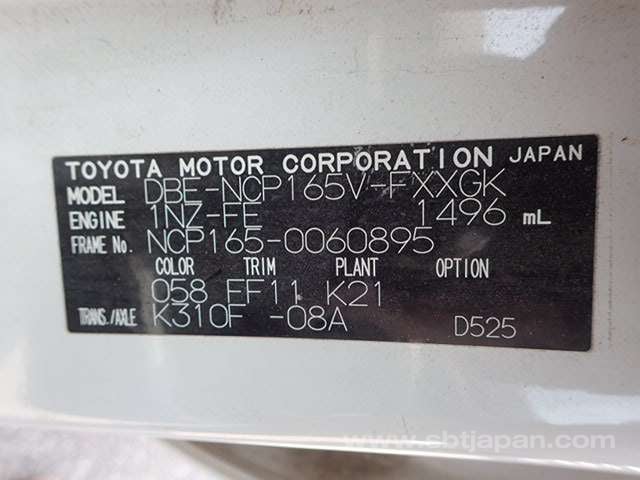 TOYOTA MOTOR CORPORATION JAPAN
MODEL DBE-NCP165V-FXXGK
ENGINE 1NZ-FE 1496 mL
FRAME No. NCP165-0060895
COLOR TRIM PLANT OPTION
058 FF11 K21
TRANS./AXLE K310F -08A D525
www.sbtjapan.com